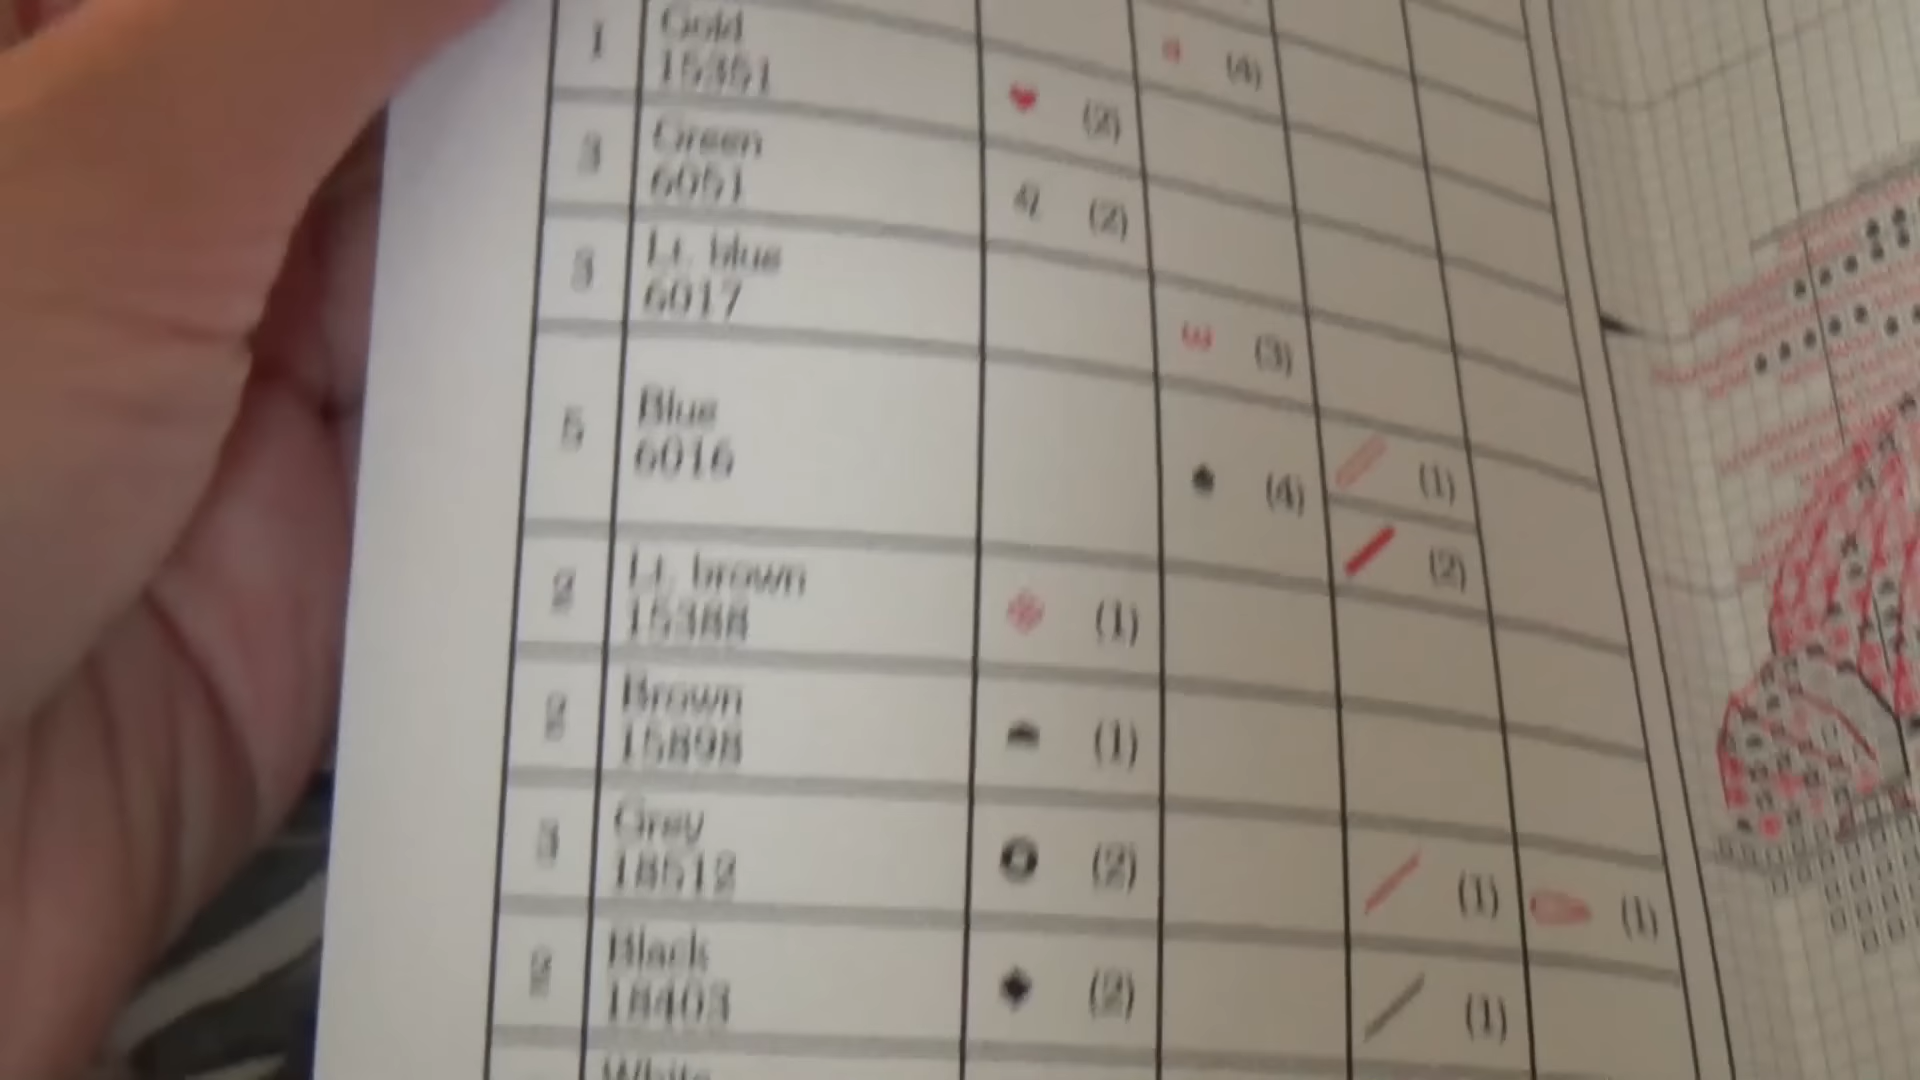 1 Gold
15351 (4)
3 Green (2)
6051 (2)
3 Lt. blue
6017 (3)
5 Blue (1)
6016 (4)
(2)
2 Lt. brown
15388 (1)
2 Brown
15898 (1)
3 Grey
18512 (2) (1) (1)
2 Black
18403 (2) (1)
White